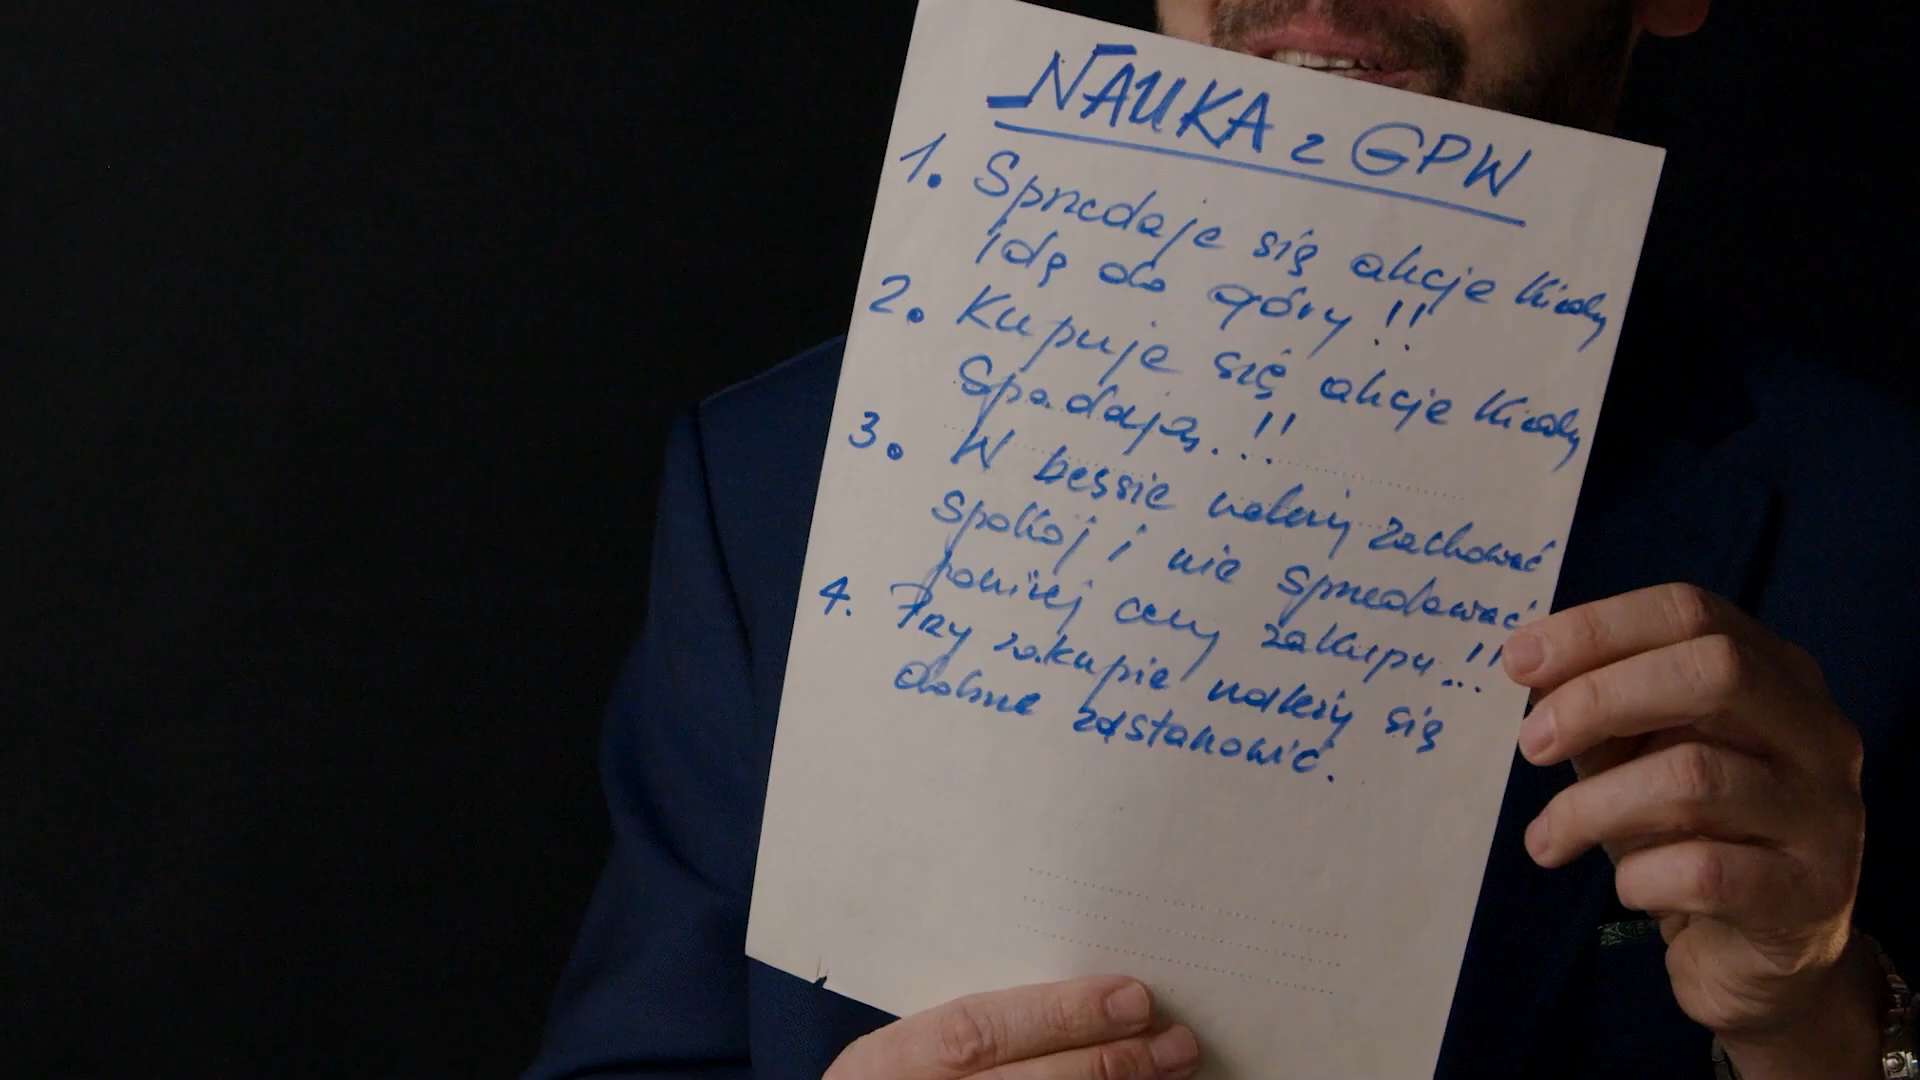 NAUKA z GPW
1. Sprzedaje się akcje kiedy
idą do góry !!
2. Kupuje się akcje kiedy
spadają. !!
3. W bessie należy zachować
spokój i nie sprzedawać
poniżej ceny zakupu !!
4. Przy zakupie należy się
dobrze zastanowić.